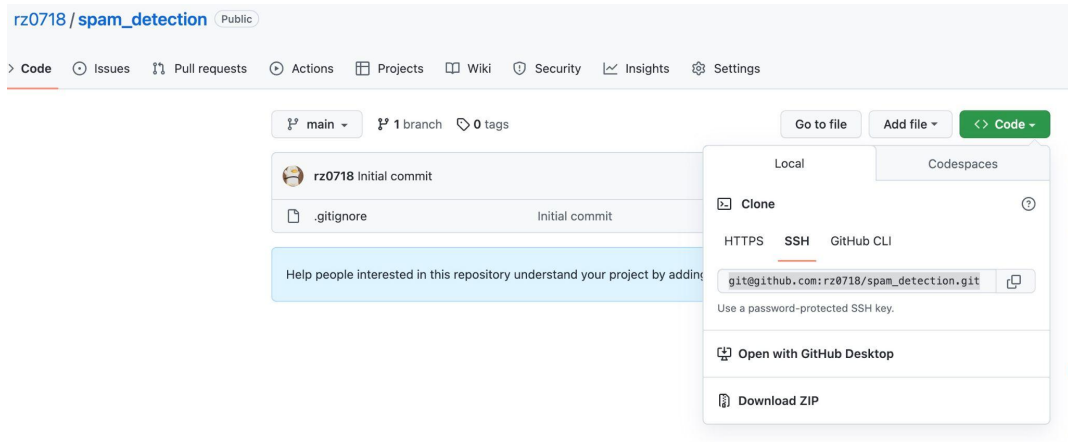 rz0718 / spam_detection Public
Code Issues Pull requests Actions Projects Wiki Security Insights Settings
main 1 branch 0 tags Go to file Add file Code
Local Codespaces
rz0718 Initial commit
Clone
.gitignore Initial commit
HTTPS SSH GitHub CLI
Help people interested in this repository understand your project by adding
git@github.com:rz0718/spam_detection.git
Use a password-protected SSH key.
Open with GitHub Desktop
Download ZIP